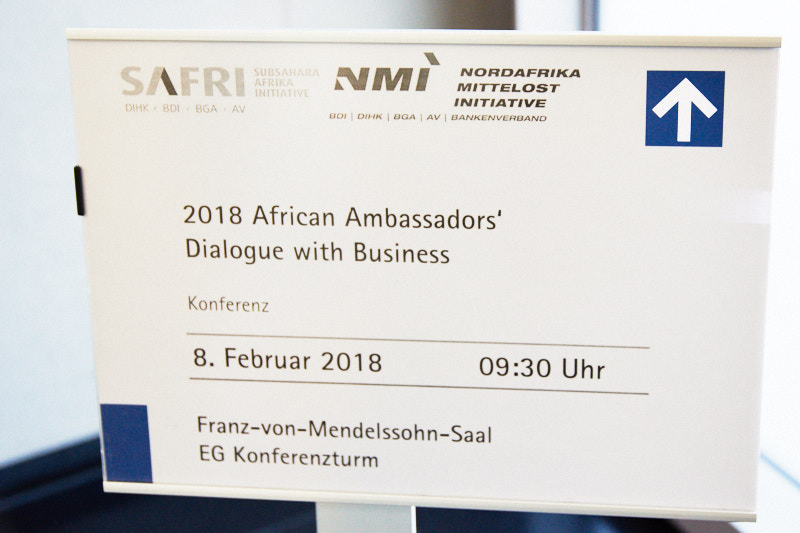 SAFRI SUBSAHARA
AFRIKA
INITIATIVE
DIHK · BDI · BGA · AV
NMI NORDAFRIKA
MITTELOST
INITIATIVE
BDI | DIHK | BGA | AV | BANKENVERBAND
2018 African Ambassadors'
Dialogue with Business
Konferenz
8. Februar 2018 09:30 Uhr
Franz-von-Mendelssohn-Saal
EG Konferenzturm